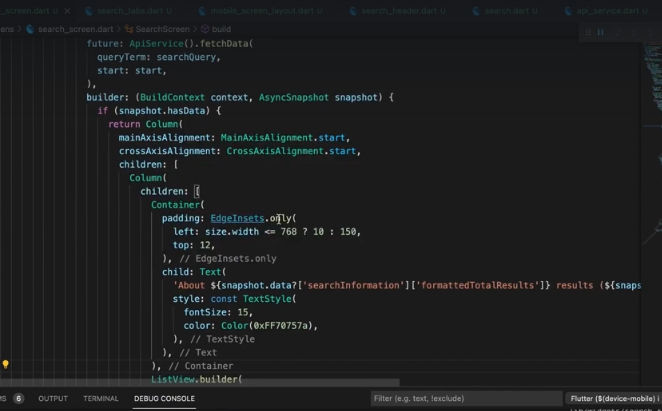 _screen.dart U
search_tabs.dart U
mobile_screen_layout.dart U
search_header.dart U
search.dart U
api_service.dart U
ens > search_screen.dart > SearchScreen > build
future: ApiService().fetchData(
queryTerm: searchQuery,
start: start,
),
builder: (BuildContext context, AsyncSnapshot snapshot) {
if (snapshot.hasData) {
return Column(
mainAxisAlignment: MainAxisAlignment.start,
crossAxisAlignment: CrossAxisAlignment.start,
children: [
Column(
children: [
Container(
padding: EdgeInsets.only(
left: size.width <= 768 ? 10 : 150,
top: 12,
), // EdgeInsets.only
child: Text(
'About ${snapshot.data?['searchInformation']['formattedTotalResults']} results (${snaps
style: const TextStyle(
fontSize: 15,
color: Color(0xFF70757a),
), // TextStyle
), // Text
), // Container
ListView.builder(
MS 6 OUTPUT TERMINAL DEBUG CONSOLE Filter (e.g. text, !exclude) Flutter ($(device-mobile) i